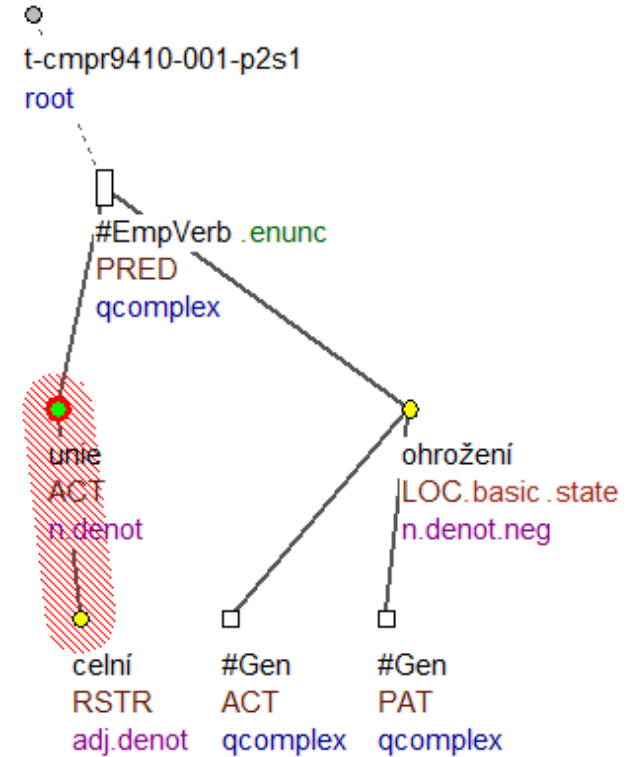 t-cmpr9410-001-p2s1
root
#EmpVerb .enunc
PRED
qcomplex
unie
ACT
n.denot
ohrožení
LOC.basic.state
n.denot.neg
celní
RSTR
adj.denot
#Gen
ACT
qcomplex
#Gen
PAT
qcomplex